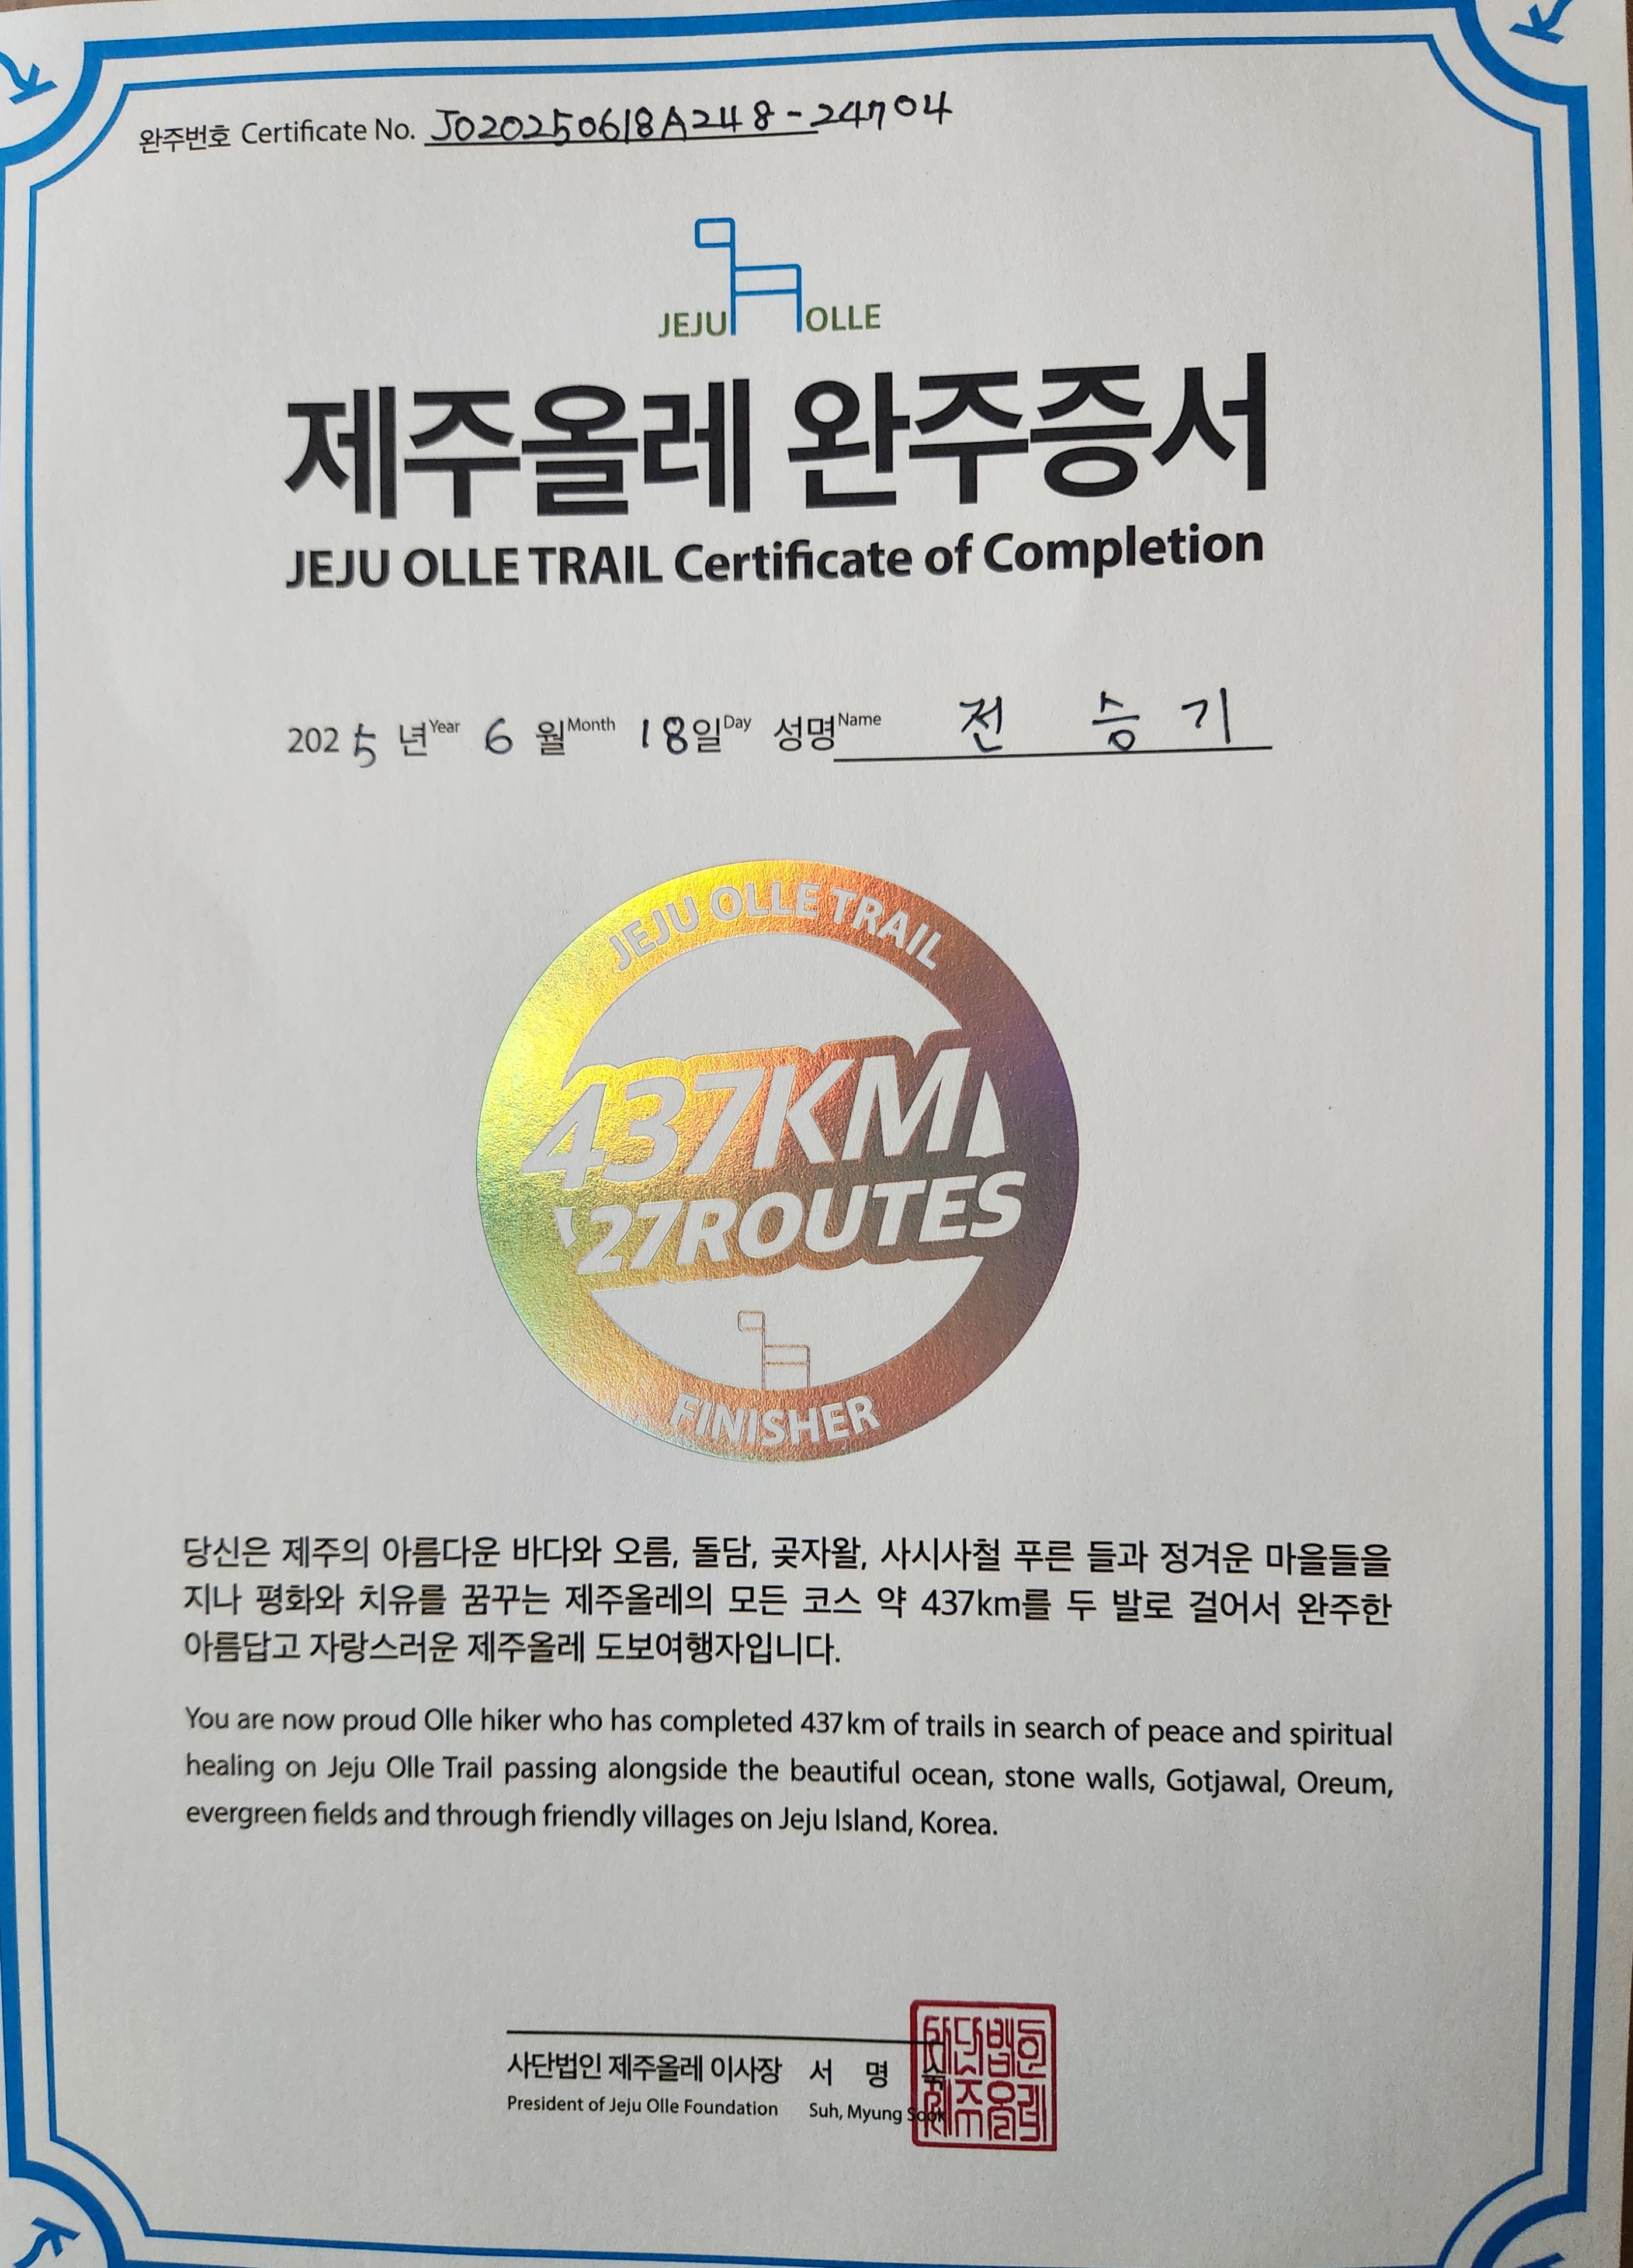 완주번호 Certificate No. JO20250618A248-24704
JEJU OLLE
제주올레 완주증서
JEJU OLLE TRAIL Certificate of Completion
2025 년Year 6 월Month 18일Day 성명Name 전 승 기
JEJU OLLE TRAIL
437KM
27ROUTES
FINISHER
당신은 제주의 아름다운 바다와 오름, 돌담, 곶자왈, 사시사철 푸른 들과 정겨운 마을들을
지나 평화와 치유를 꿈꾸는 제주올레의 모든 코스 약 437km를 두 발로 걸어서 완주한
아름답고 자랑스러운 제주올레 도보여행자입니다.
You are now proud Olle hiker who has completed 437km of trails in search of peace and spiritual
healing on Jeju Olle Trail passing alongside the beautiful ocean, stone walls, Gotjawal, Oreum,
evergreen fields and through friendly villages on Jeju Island, Korea.
사단법인 제주올레 이사장 서 명 숙
President of Jeju Olle Foundation Suh, Myung Sook
사단법인
제주올레